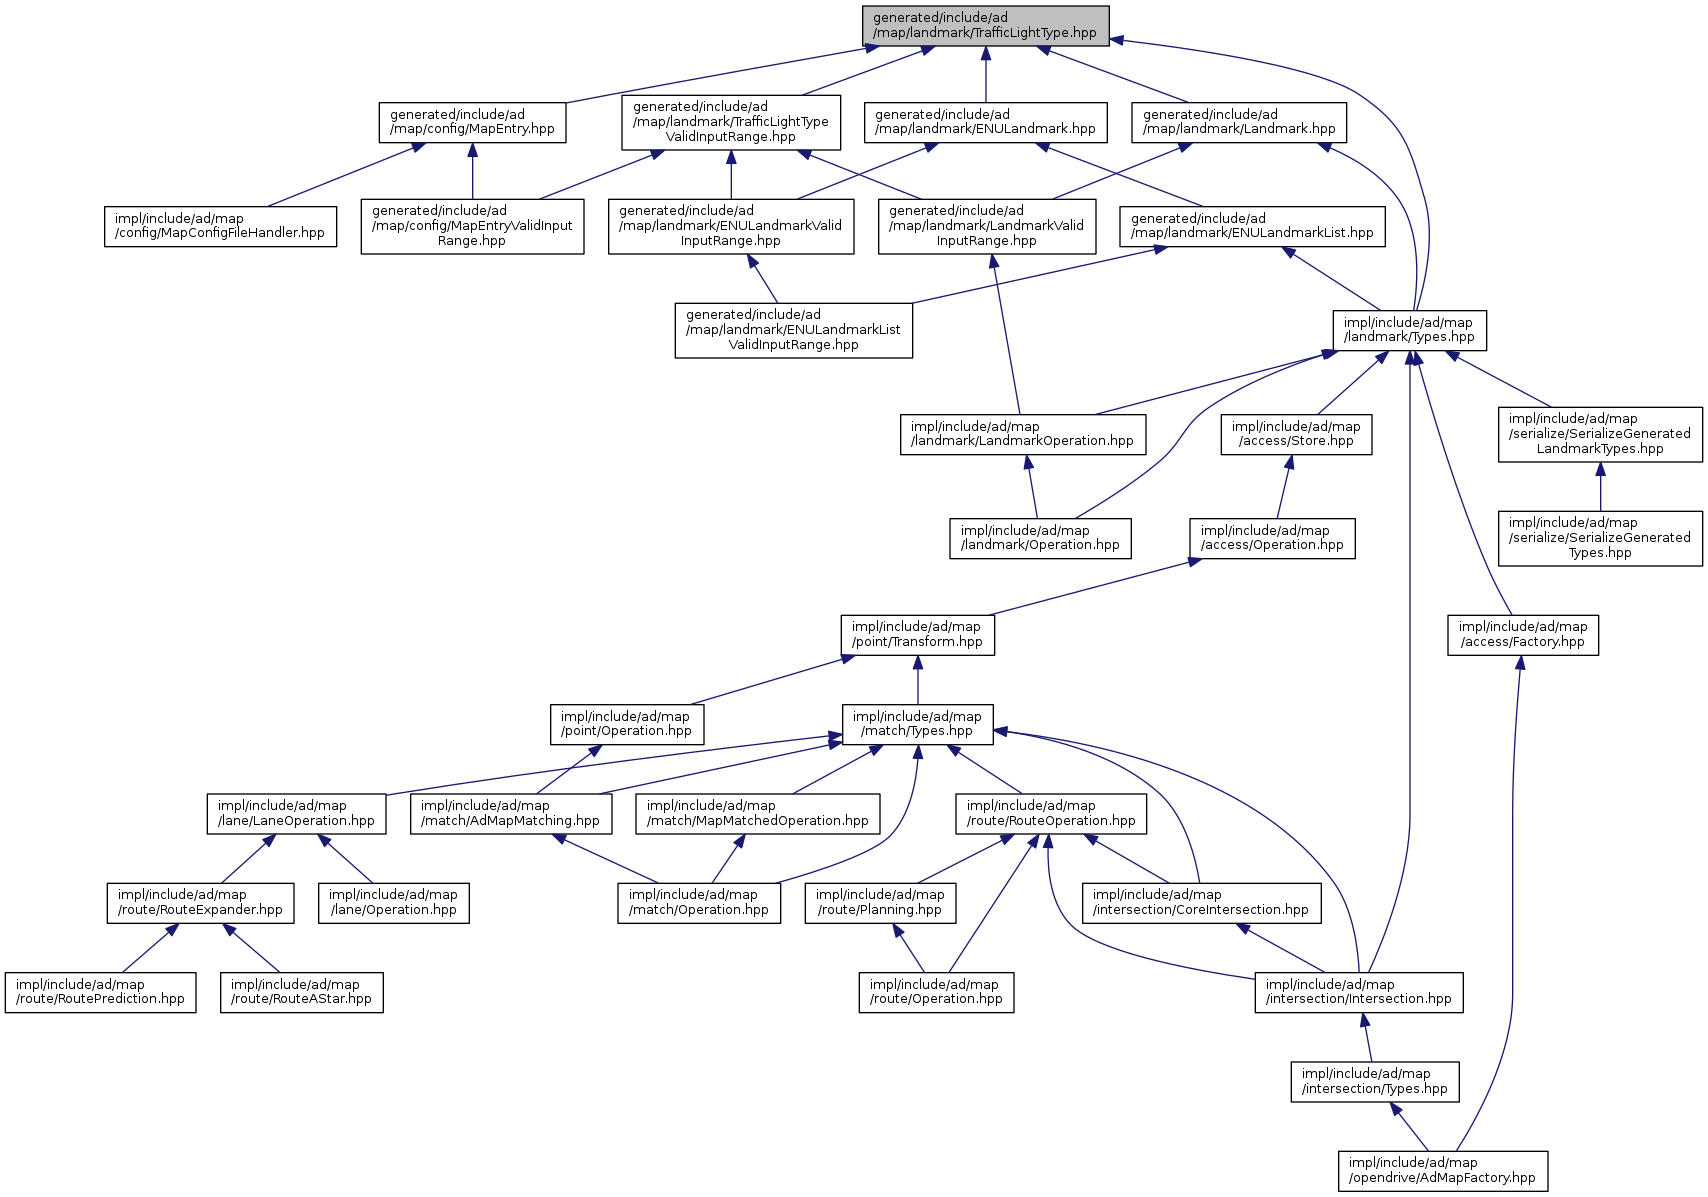 generated/include/ad
/map/landmark/TrafficLightType.hpp
generated/include/ad
/map/config/MapEntry.hpp
generated/include/ad
/map/landmark/TrafficLightType
ValidInputRange.hpp
generated/include/ad
/map/landmark/ENULandmark.hpp
generated/include/ad
/map/landmark/Landmark.hpp
impl/include/ad/map
/config/MapConfigFileHandler.hpp
generated/include/ad
/map/config/MapEntryValidInput
Range.hpp
generated/include/ad
/map/landmark/ENULandmarkValid
InputRange.hpp
generated/include/ad
/map/landmark/LandmarkValid
InputRange.hpp
generated/include/ad
/map/landmark/ENULandmarkList.hpp
generated/include/ad
/map/landmark/ENULandmarkList
ValidInputRange.hpp
impl/include/ad/map
/landmark/Types.hpp
impl/include/ad/map
/landmark/LandmarkOperation.hpp
impl/include/ad/map
/access/Store.hpp
impl/include/ad/map
/serialize/SerializeGenerated
LandmarkTypes.hpp
impl/include/ad/map
/landmark/Operation.hpp
impl/include/ad/map
/access/Operation.hpp
impl/include/ad/map
/serialize/SerializeGenerated
Types.hpp
impl/include/ad/map
/point/Transform.hpp
impl/include/ad/map
/access/Factory.hpp
impl/include/ad/map
/point/Operation.hpp
impl/include/ad/map
/match/Types.hpp
impl/include/ad/map
/lane/LaneOperation.hpp
impl/include/ad/map
/match/AdMapMatching.hpp
impl/include/ad/map
/match/MapMatchedOperation.hpp
impl/include/ad/map
/route/RouteOperation.hpp
impl/include/ad/map
/route/RouteExpander.hpp
impl/include/ad/map
/lane/Operation.hpp
impl/include/ad/map
/match/Operation.hpp
impl/include/ad/map
/route/Planning.hpp
impl/include/ad/map
/intersection/CoreIntersection.hpp
impl/include/ad/map
/route/RoutePrediction.hpp
impl/include/ad/map
/route/RouteAStar.hpp
impl/include/ad/map
/route/Operation.hpp
impl/include/ad/map
/intersection/Intersection.hpp
impl/include/ad/map
/intersection/Types.hpp
impl/include/ad/map
/opendrive/AdMapFactory.hpp